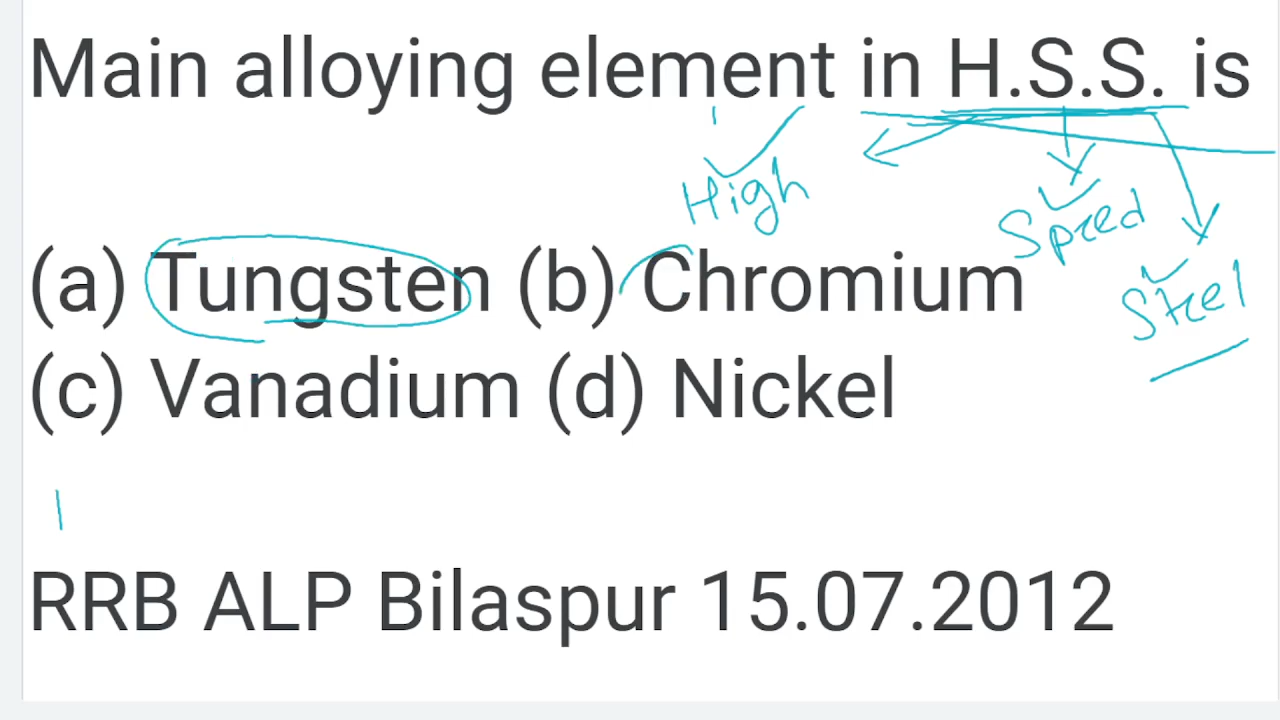 Main alloying element in H.S.S. is
High Speed
(a) Tungsten (b) Chromium
Steel
(c) Vanadium (d) Nickel
RRB ALP Bilaspur 15.07.2012